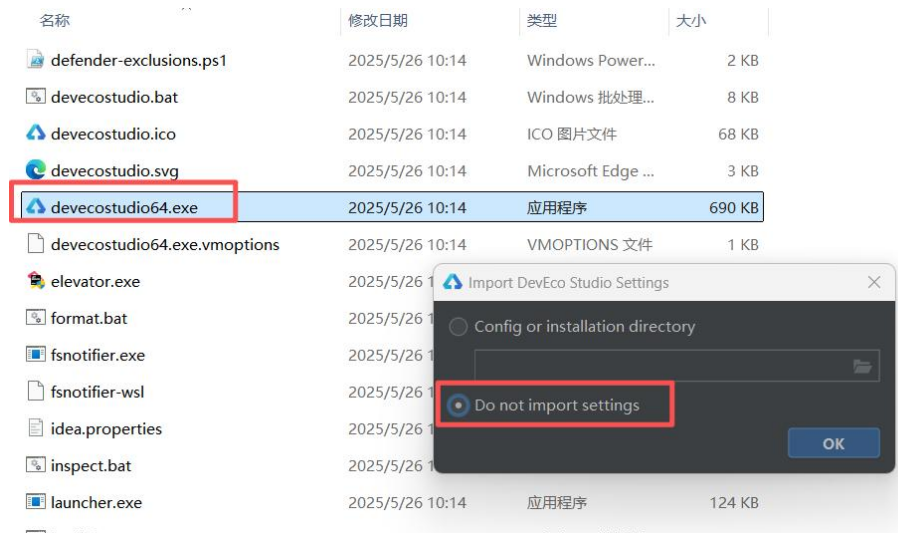 名称 修改日期 类型 大小
defender-exclusions.ps1 2025/5/26 10:14 Windows Power... 2 KB
devecostudio.bat 2025/5/26 10:14 Windows 批处理... 8 KB
devecostudio.ico 2025/5/26 10:14 ICO 图片文件 68 KB
devecostudio.svg 2025/5/26 10:14 Microsoft Edge ... 3 KB
devecostudio64.exe 2025/5/26 10:14 应用程序 690 KB
devecostudio64.exe.vmoptions 2025/5/26 10:14 VMOPTIONS 文件 1 KB
elevator.exe 2025/5/26 1
format.bat 2025/5/26 1
fsnotifier.exe 2025/5/26 1
fsnotifier-wsl 2025/5/26 1
idea.properties 2025/5/26 1
inspect.bat 2025/5/26 1
launcher.exe 2025/5/26 10:14 应用程序 124 KB
Import DevEco Studio Settings
Config or installation directory
Do not import settings
OK